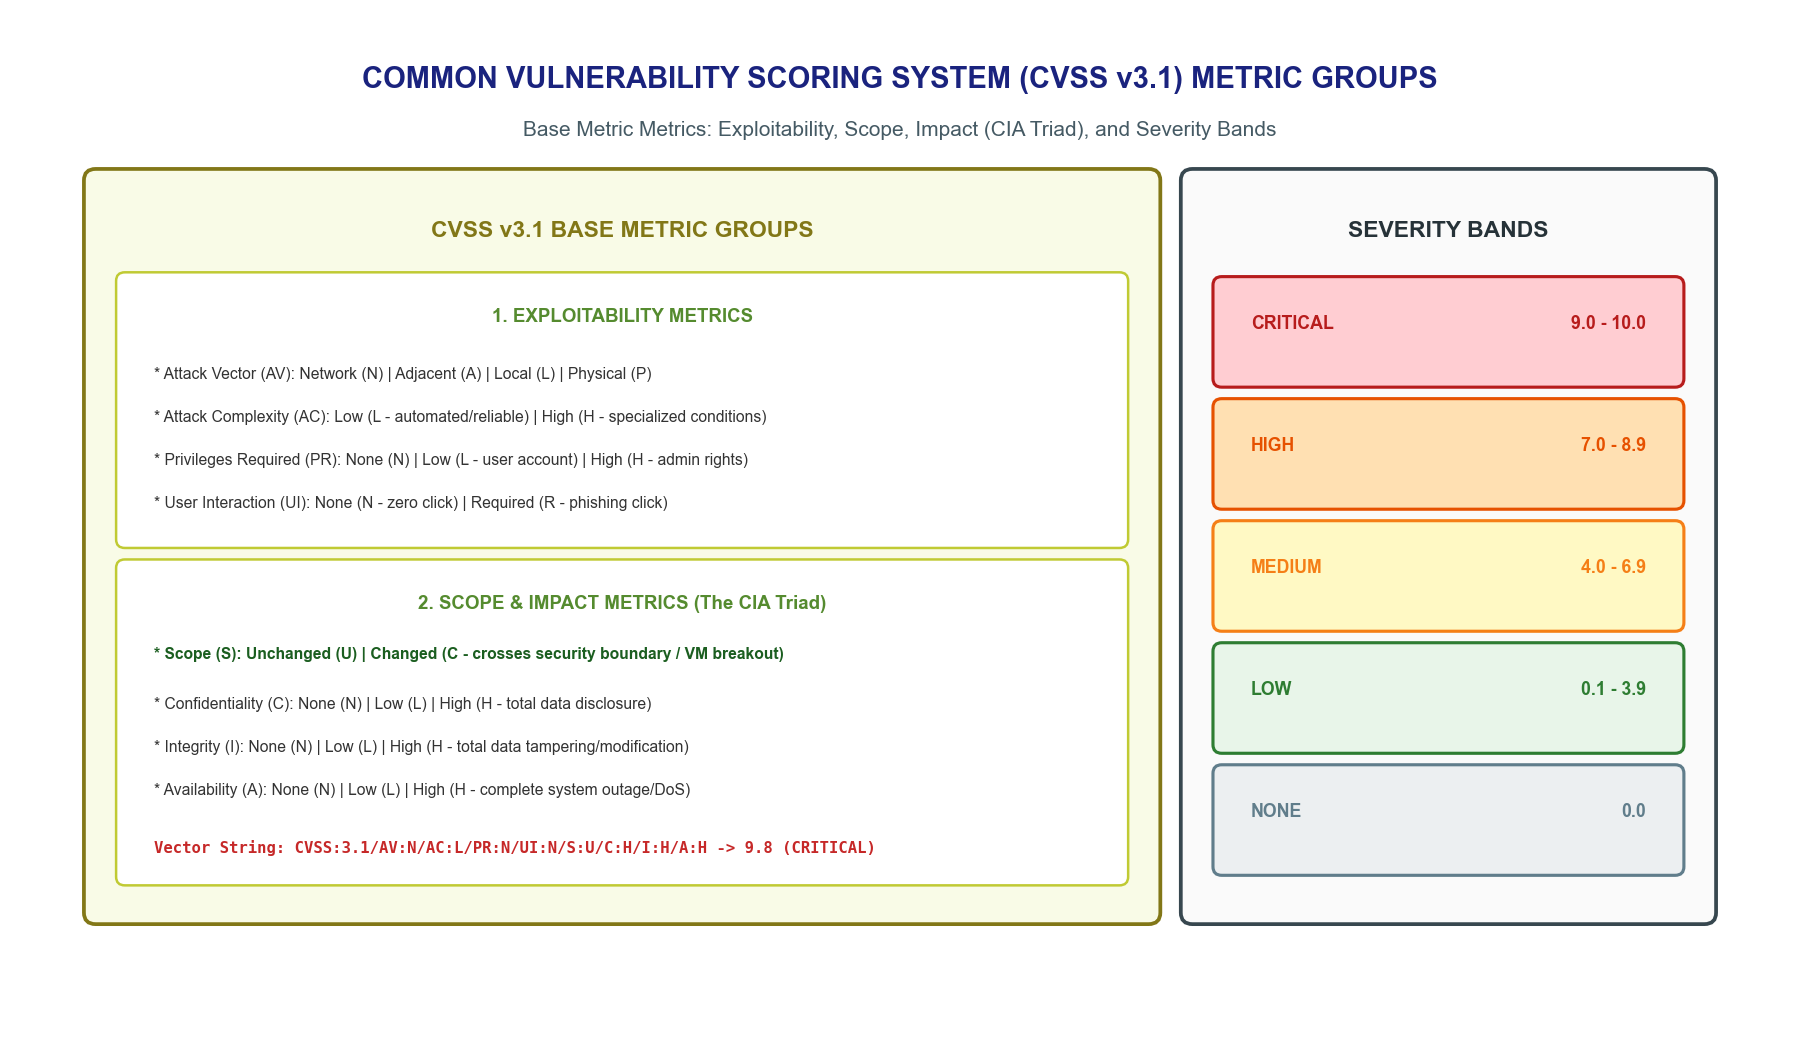 COMMON VULNERABILITY SCORING SYSTEM (CVSS v3.1) METRIC GROUPS
Base Metric Metrics: Exploitability, Scope, Impact (CIA Triad), and Severity Bands
CVSS v3.1 BASE METRIC GROUPS
1. EXPLOITABILITY METRICS
* Attack Vector (AV): Network (N) | Adjacent (A) | Local (L) | Physical (P)
* Attack Complexity (AC): Low (L - automated/reliable) | High (H - specialized conditions)
* Privileges Required (PR): None (N) | Low (L - user account) | High (H - admin rights)
* User Interaction (UI): None (N - zero click) | Required (R - phishing click)
2. SCOPE & IMPACT METRICS (The CIA Triad)
* Scope (S): Unchanged (U) | Changed (C - crosses security boundary / VM breakout)
* Confidentiality (C): None (N) | Low (L) | High (H - total data disclosure)
* Integrity (I): None (N) | Low (L) | High (H - total data tampering/modification)
* Availability (A): None (N) | Low (L) | High (H - complete system outage/DoS)
Vector String: CVSS:3.1/AV:N/AC:L/PR:N/UI:N/S:U/C:H/I:H/A:H -> 9.8 (CRITICAL)
SEVERITY BANDS
CRITICAL 9.0 - 10.0
HIGH 7.0 - 8.9
MEDIUM 4.0 - 6.9
LOW 0.1 - 3.9
NONE 0.0